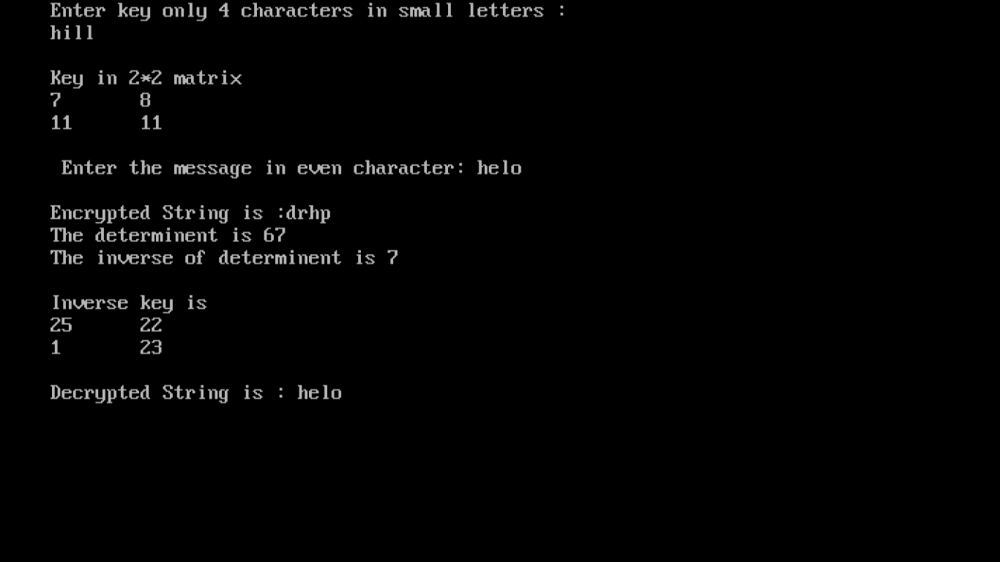 Enter key only 4 characters in small letters :
hill
Key in 2*2 matrix
7 8
11 11
Enter the message in even character: helo
Encrypted String is :drhp
The determinent is 67
The inverse of determinent is 7
Inverse key is
25 22
1 23
Decrypted String is : helo